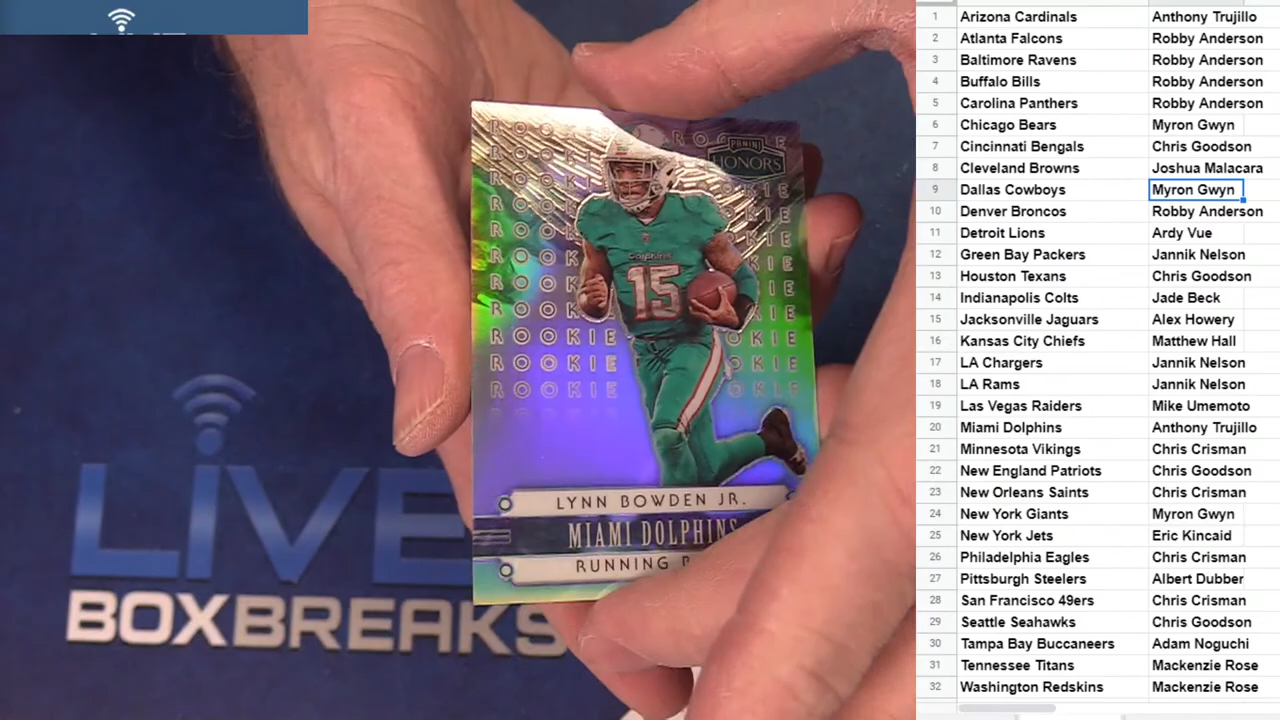 LIVE
BOXBREAKS
PANINI
HONORS
ROOKIE
ROOKIE
ROOKIE
ROOKIE
ROOKIE
ROOKIE
ROOKIE
ROOKIE
ROOKIE
ROOKIE
ROOKIE
Dolphins
15
LYNN BOWDEN JR.
MIAMI DOLPHINS
RUNNING
1 Arizona Cardinals Anthony Trujillo
2 Atlanta Falcons Robby Anderson
3 Baltimore Ravens Robby Anderson
4 Buffalo Bills Robby Anderson
5 Carolina Panthers Robby Anderson
6 Chicago Bears Myron Gwyn
7 Cincinnati Bengals Chris Goodson
8 Cleveland Browns Joshua Malacara
9 Dallas Cowboys Myron Gwyn
10 Denver Broncos Robby Anderson
11 Detroit Lions Ardy Vue
12 Green Bay Packers Jannik Nelson
13 Houston Texans Chris Goodson
14 Indianapolis Colts Jade Beck
15 Jacksonville Jaguars Alex Howery
16 Kansas City Chiefs Matthew Hall
17 LA Chargers Jannik Nelson
18 LA Rams Jannik Nelson
19 Las Vegas Raiders Mike Umemoto
20 Miami Dolphins Anthony Trujillo
21 Minnesota Vikings Chris Crisman
22 New England Patriots Chris Goodson
23 New Orleans Saints Chris Crisman
24 New York Giants Myron Gwyn
25 New York Jets Eric Kincaid
26 Philadelphia Eagles Chris Crisman
27 Pittsburgh Steelers Albert Dubber
28 San Francisco 49ers Chris Crisman
29 Seattle Seahawks Chris Goodson
30 Tampa Bay Buccaneers Adam Noguchi
31 Tennessee Titans Mackenzie Rose
32 Washington Redskins Mackenzie Rose